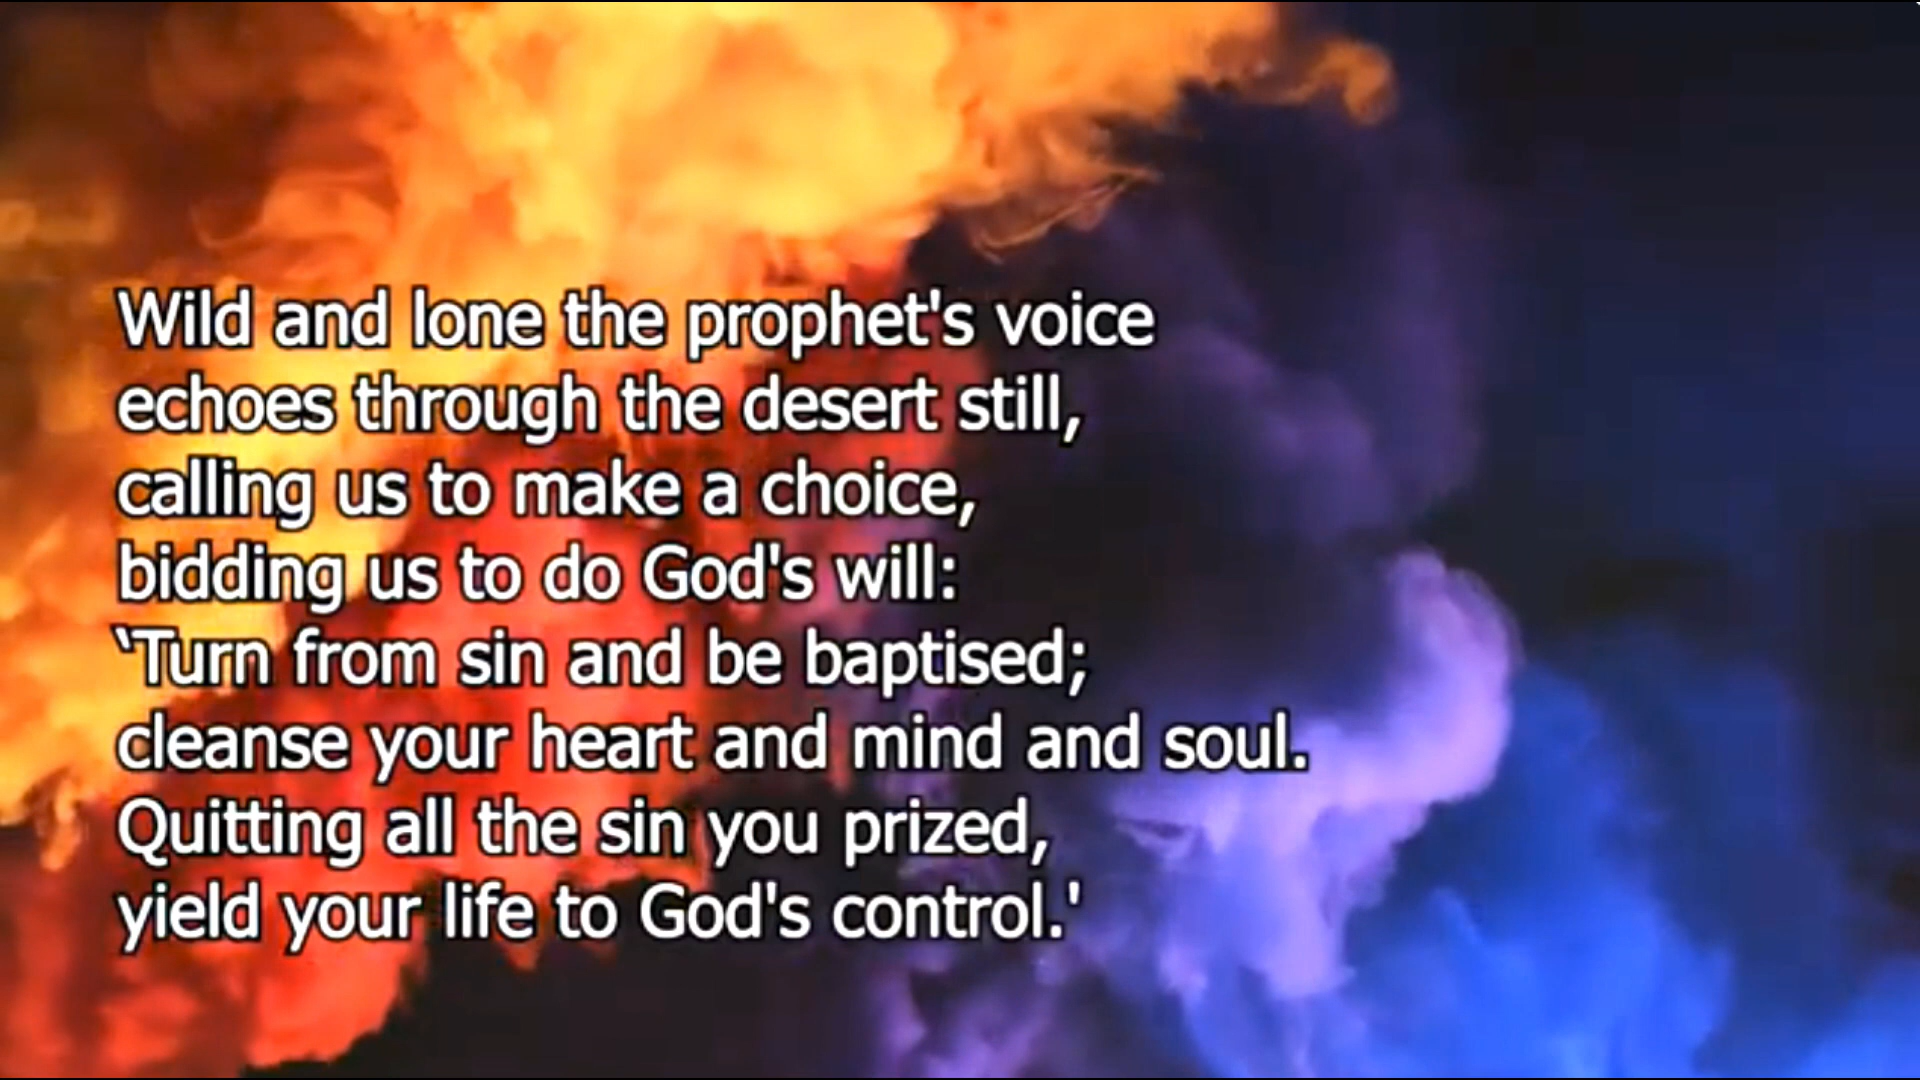 Wild and lone the prophet's voice
echoes through the desert still,
calling us to make a choice,
bidding us to do God's will:
‘Turn from sin and be baptised;
cleanse your heart and mind and soul.
Quitting all the sin you prized,
yield your life to God's control.'